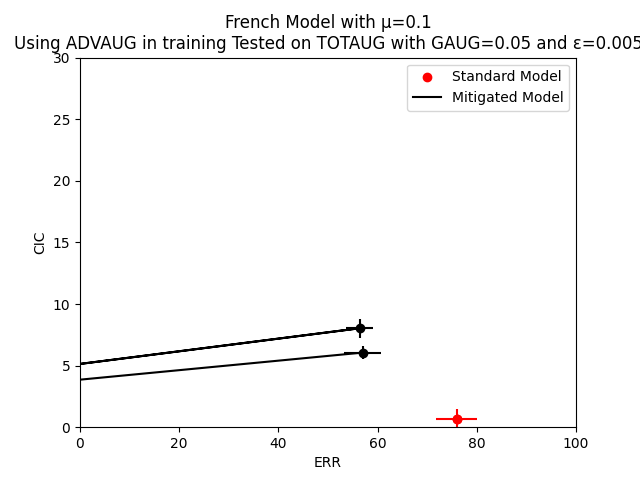 French Model with μ=0.1
Using ADVAUG in training Tested on TOTAUG with GAUG=0.05 and ε=0.005
Standard Model
Mitigated Model
30
25
20
15
10
5
0
CIC
0 20 40 60 80 100
ERR